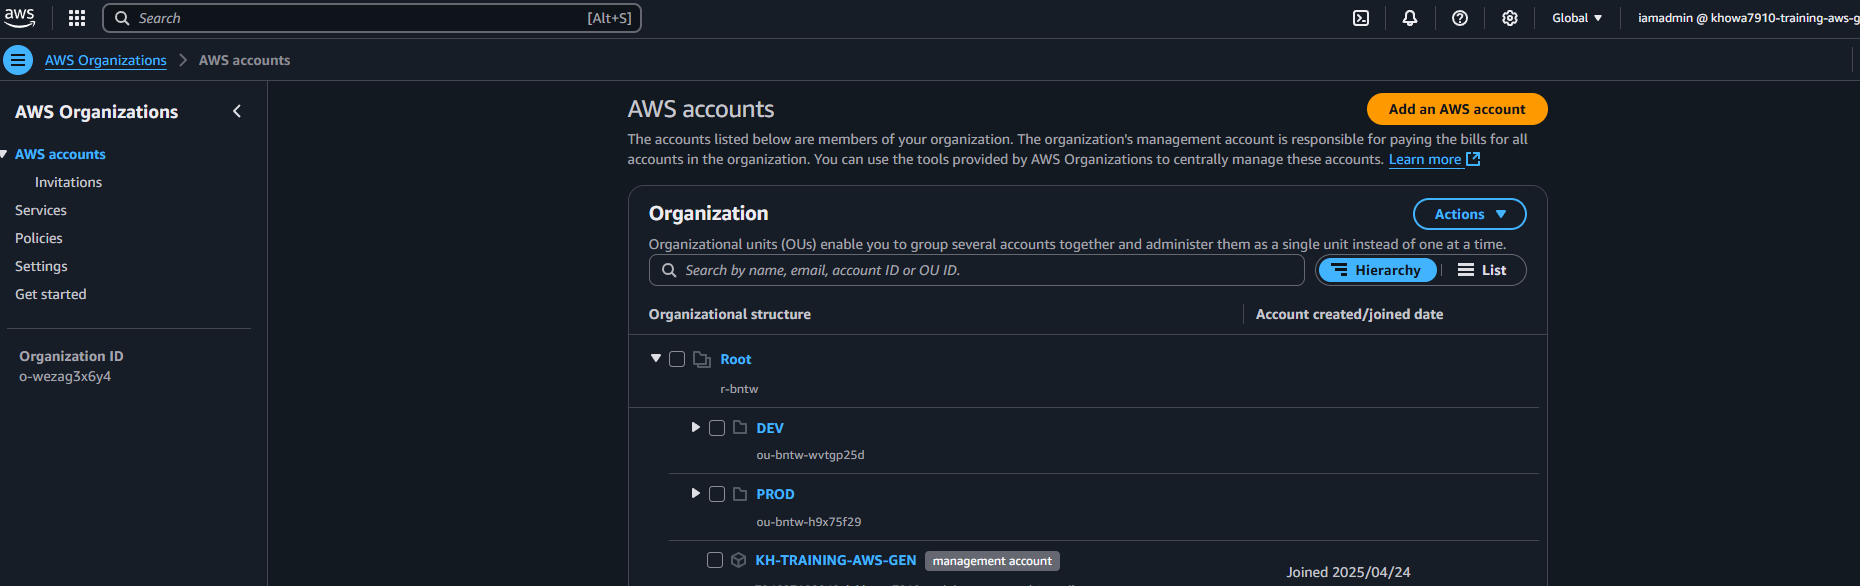 aws
Search [Alt+S]
Global
iamadmin @ khowa7910-training-aws-g
AWS Organizations AWS accounts
AWS Organizations
AWS accounts
Invitations
Services
Policies
Settings
Get started
Organization ID
o-wezag3x6y4
AWS accounts
Add an AWS account
The accounts listed below are members of your organization. The organization's management account is responsible for paying the bills for all
accounts in the organization. You can use the tools provided by AWS Organizations to centrally manage these accounts. Learn more
Organization
Actions
Organizational units (OUs) enable you to group several accounts together and administer them as a single unit instead of one at a time.
Search by name, email, account ID or OU ID.
Hierarchy List
Organizational structure Account created/joined date
Root
r-bntw
DEV
ou-bntw-wvtgp25d
PROD
ou-bntw-h9x75f29
KH-TRAINING-AWS-GEN management account
Joined 2025/04/24